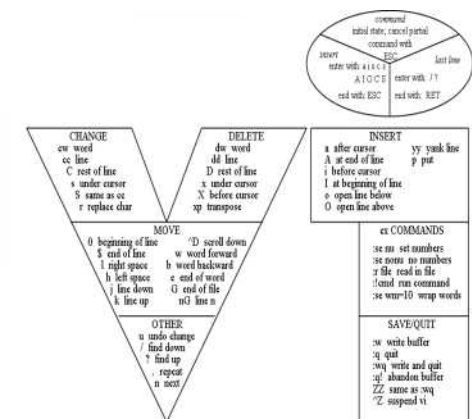 command
initial state; cancel partial
command with
ESC
insert
enter with: a i o c s
A I O C S
end with: ESC
last line
enter with: : / ?
end with: RET
CHANGE
cw word
cc line
C rest of line
s under cursor
S same as cc
r replace char
DELETE
dw word
dd line
D rest of line
x under cursor
X before cursor
xp transpose
INSERT
a after cursor
A at end of line
i before cursor
I at beginning of line
o open line below
O open line above
yy yank line
p put
MOVE
0 beginning of line
$ end of line
l right space
h left space
j line down
k line up
^D scroll down
w word forward
b word backward
e end of word
G end of file
nG line n
ex COMMANDS
:se nu set numbers
:se nonu no numbers
:r file read in file
:!cmd run command
:se wm=10 wrap words
OTHER
u undo change
/ find down
? find up
. repeat
n next
SAVE/QUIT
:w write buffer
:q quit
:wq write and quit
:q! abandon buffer
ZZ same as :wq
^Z suspend vi